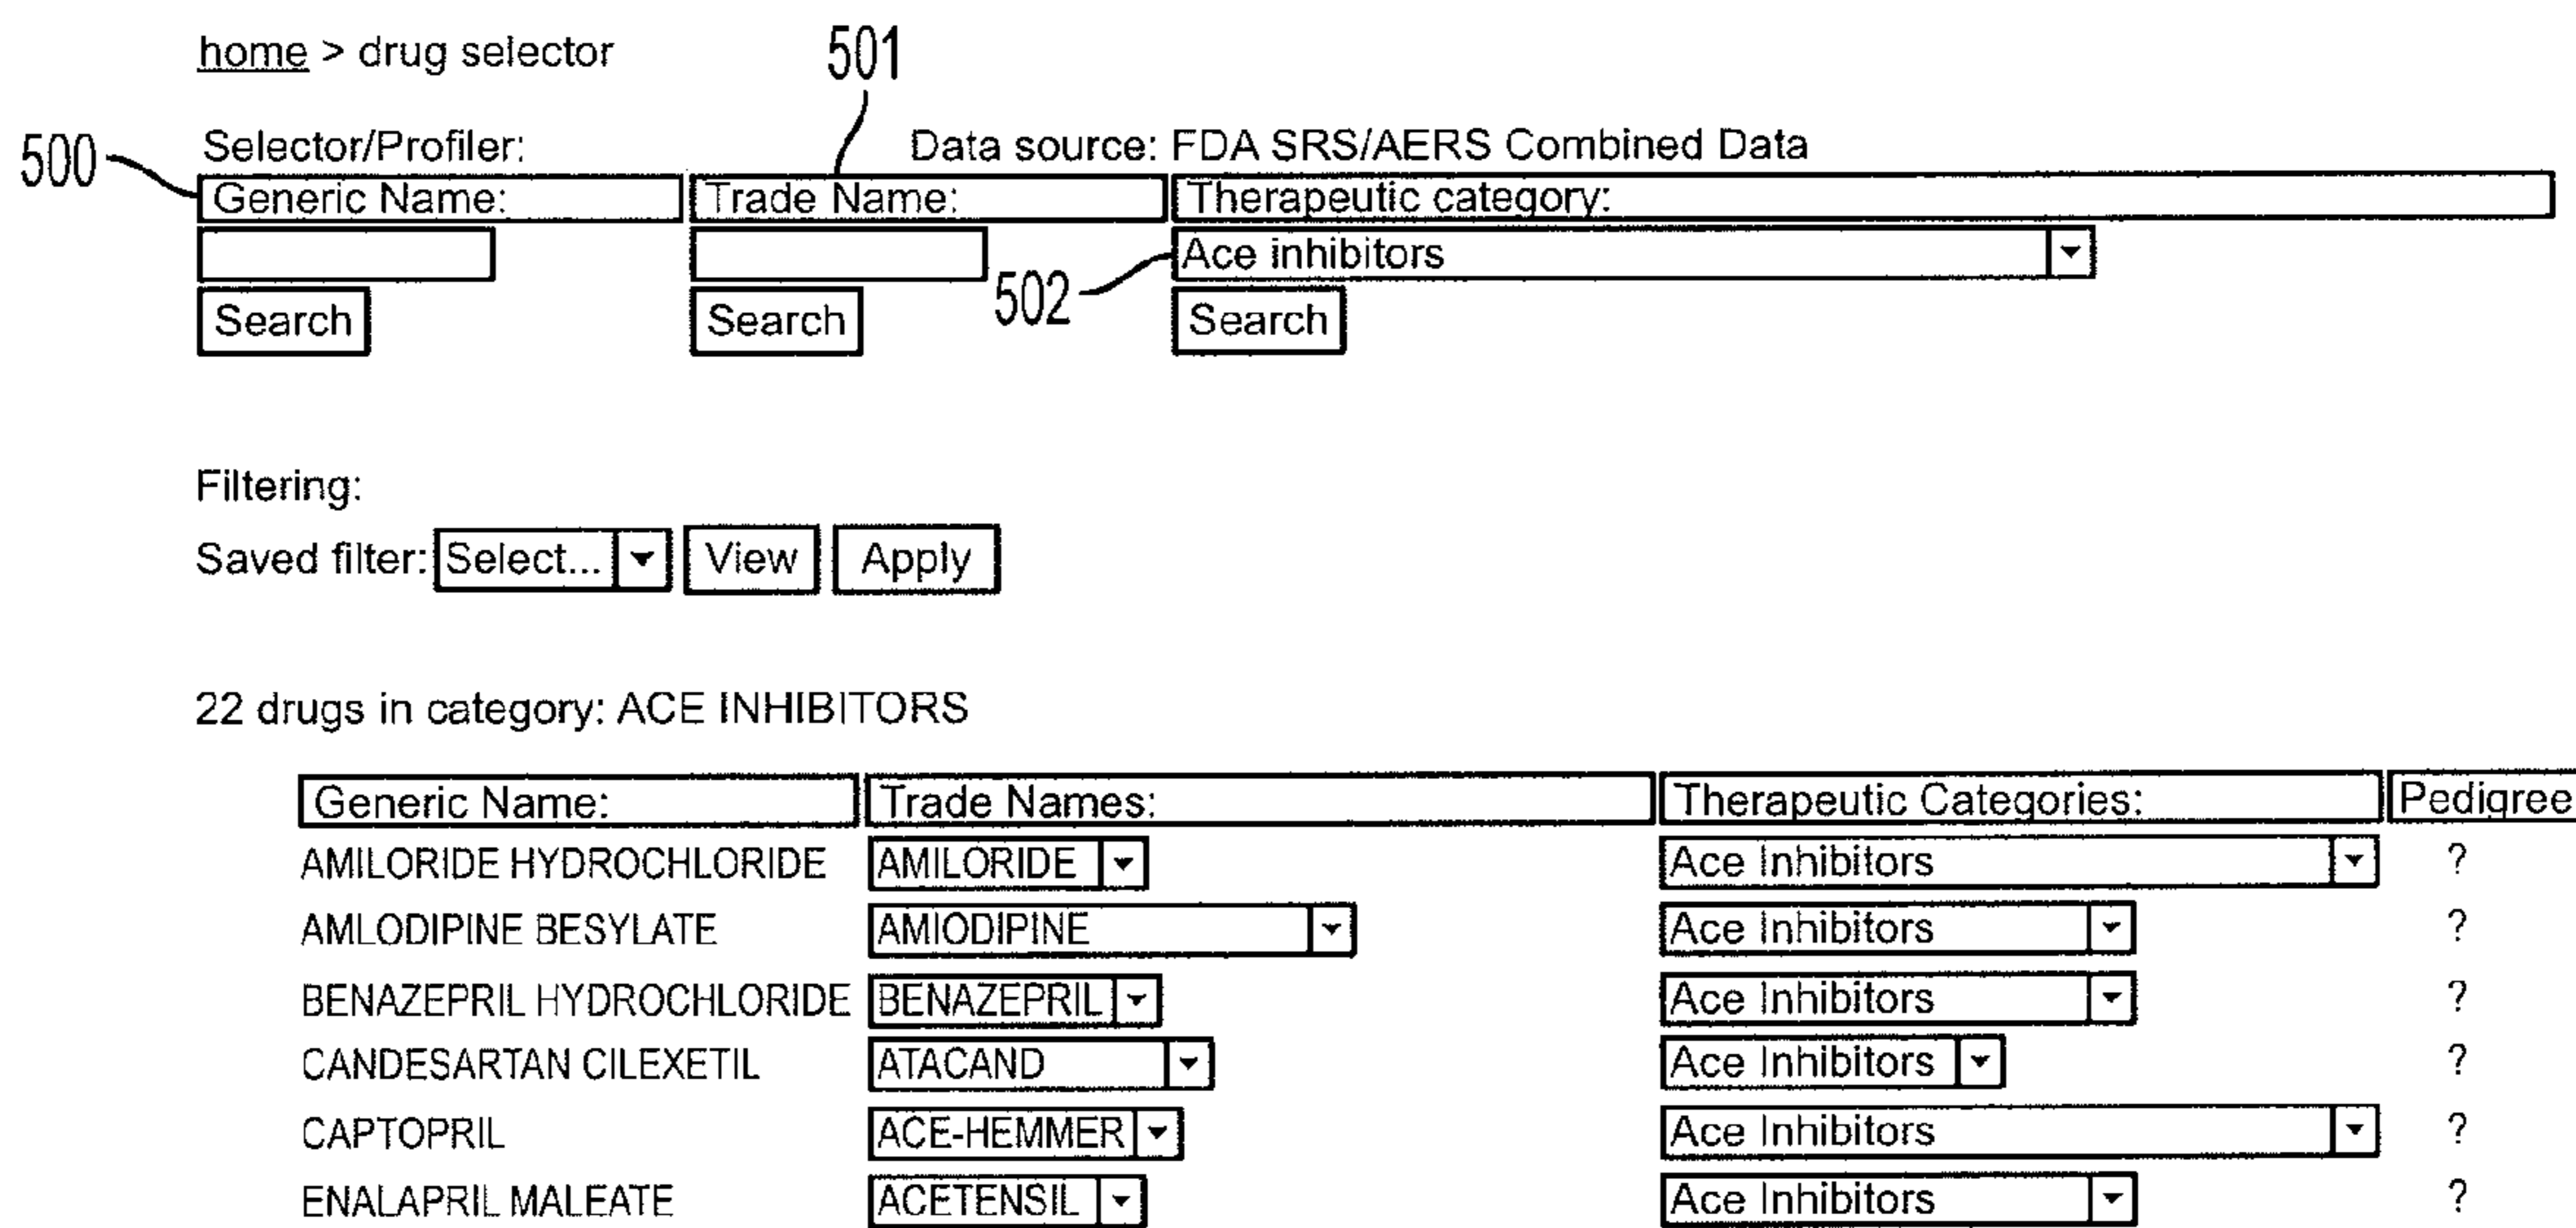 home > drug selector
501
500
Selector/Profiler: Data source: FDA SRS/AERS Combined Data
Generic Name: Trade Name: Therapeutic category:
Ace inhibitors
502
Search Search Search
Filtering:
Saved filter: Select... View Apply
22 drugs in category: ACE INHIBITORS
Generic Name: Trade Names: Therapeutic Categories: Pedigree
AMILORIDE HYDROCHLORIDE AMILORIDE Ace Inhibitors ?
AMLODIPINE BESYLATE AMIODIPINE Ace Inhibitors ?
BENAZEPRIL HYDROCHLORIDE BENAZEPRIL Ace Inhibitors ?
CANDESARTAN CILEXETIL ATACAND Ace Inhibitors ?
CAPTOPRIL ACE-HEMMER Ace Inhibitors ?
ENALAPRIL MALEATE ACETENSIL Ace Inhibitors ?